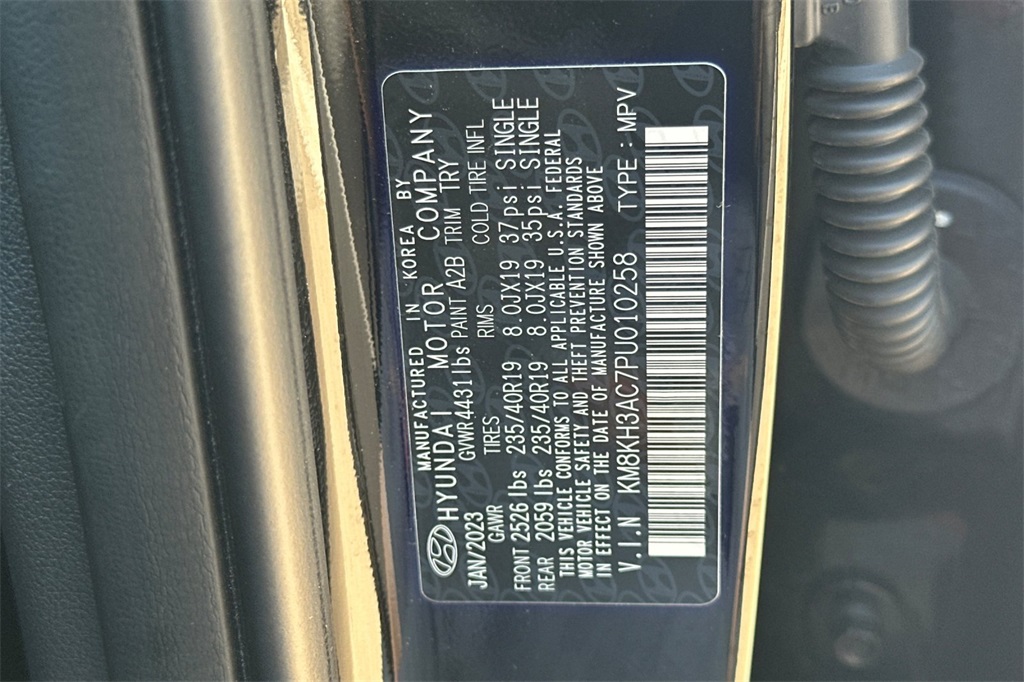 MANUFACTURED IN KOREA BY
HYUNDAI MOTOR COMPANY
JAN/2023 GVWR4431lbs PAINT A2B TRIM TRY
GAWR TIRES RIMS COLD TIRE INFL
FRONT 2526lbs 235/40R19 8.0JX19 37psi SINGLE
REAR 2059lbs 235/40R19 8.0JX19 35psi SINGLE
THIS VEHICLE CONFORMS TO ALL APPLICABLE U.S.A. FEDERAL
MOTOR VEHICLE SAFETY AND THEFT PREVENTION STANDARDS
IN EFFECT ON THE DATE OF MANUFACTURE SHOWN ABOVE
V.I.N KM8KH3AC7PU010258 TYPE : MPV